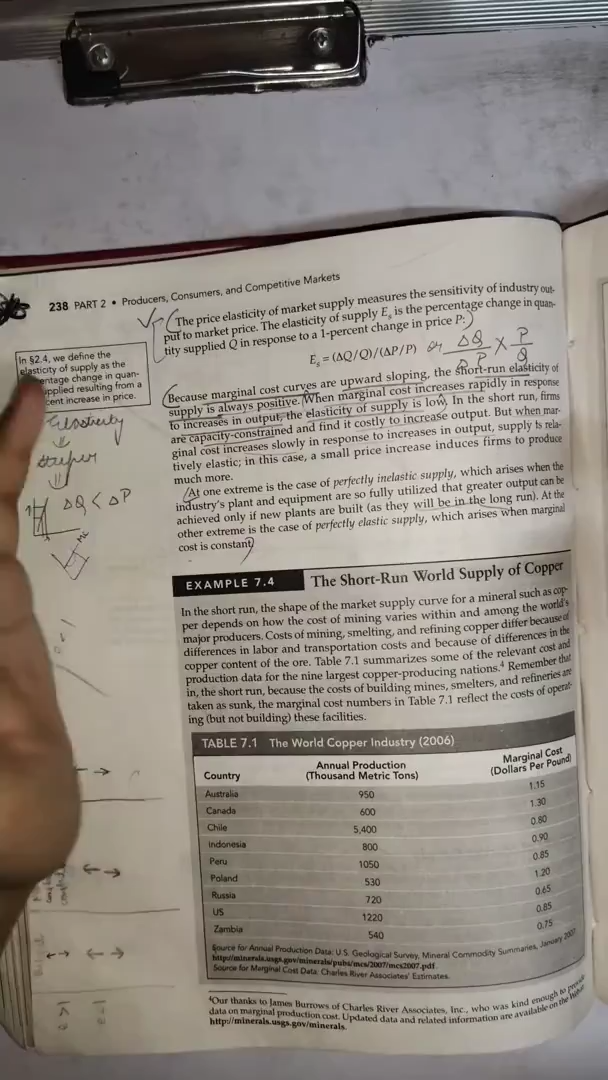 238 PART 2 • Producers, Consumers, and Competitive Markets
The price elasticity of market supply measures the sensitivity of industry out-
put to market price. The elasticity of supply Es is the percentage change in quan-
tity supplied Q in response to a 1-percent change in price P:
Es = (ΔQ/Q)/(ΔP/P) or ΔQ/ΔP × P/Q
In §2.4, we define the
elasticity of supply as the
entage change in quan-
upplied resulting from a
cent increase in price.
Because marginal cost curves are upward sloping, the short-run elasticity of
supply is always positive. When marginal cost increases rapidly in response
to increases in output, the elasticity of supply is low. In the short run, firms
are capacity-constrained and find it costly to increase output. But when mar-
ginal cost increases slowly in response to increases in output, supply is rela-
tively elastic; in this case, a small price increase induces firms to produce
much more.
At one extreme is the case of perfectly inelastic supply, which arises when the
industry's plant and equipment are so fully utilized that greater output can be
achieved only if new plants are built (as they will be in the long run). At the
other extreme is the case of perfectly elastic supply, which arises when marginal
cost is constant.
Steeper
ΔQ < ΔP
MC
EXAMPLE 7.4 The Short-Run World Supply of Copper
In the short run, the shape of the market supply curve for a mineral such as cop-
per depends on how the cost of mining varies within and among the world's
major producers. Costs of mining, smelting, and refining copper differ because of
differences in labor and transportation costs and because of differences in the
copper content of the ore. Table 7.1 summarizes some of the relevant cost and
production data for the nine largest copper-producing nations.4 Remember that
in, the short run, because the costs of building mines, smelters, and refineries are
taken as sunk, the marginal cost numbers in Table 7.1 reflect the costs of operat-
ing (but not building) these facilities.
TABLE 7.1 The World Copper Industry (2006)
Country Annual Production (Thousand Metric Tons) Marginal Cost (Dollars Per Pound)
Australia 950 1.15
Canada 600 1.30
Chile 5,400 0.80
Indonesia 800 0.90
Peru 1050 0.85
Poland 530 1.20
Russia 720 0.65
US 1220 0.85
Zambia 540 0.75
Source for Annual Production Data: U.S. Geological Survey, Mineral Commodity Summaries, January 2007
http://minerals.usgs.gov/minerals/pubs/mcs/2007/mcs2007.pdf
Source for Marginal Cost Data: Charles River Associates' Estimates.
4Our thanks to James Burrows of Charles River Associates, Inc., who was kind enough to provide
data on marginal production cost. Updated data and related information are available on the
http://minerals.usgs.gov/minerals.
e>1
e=1